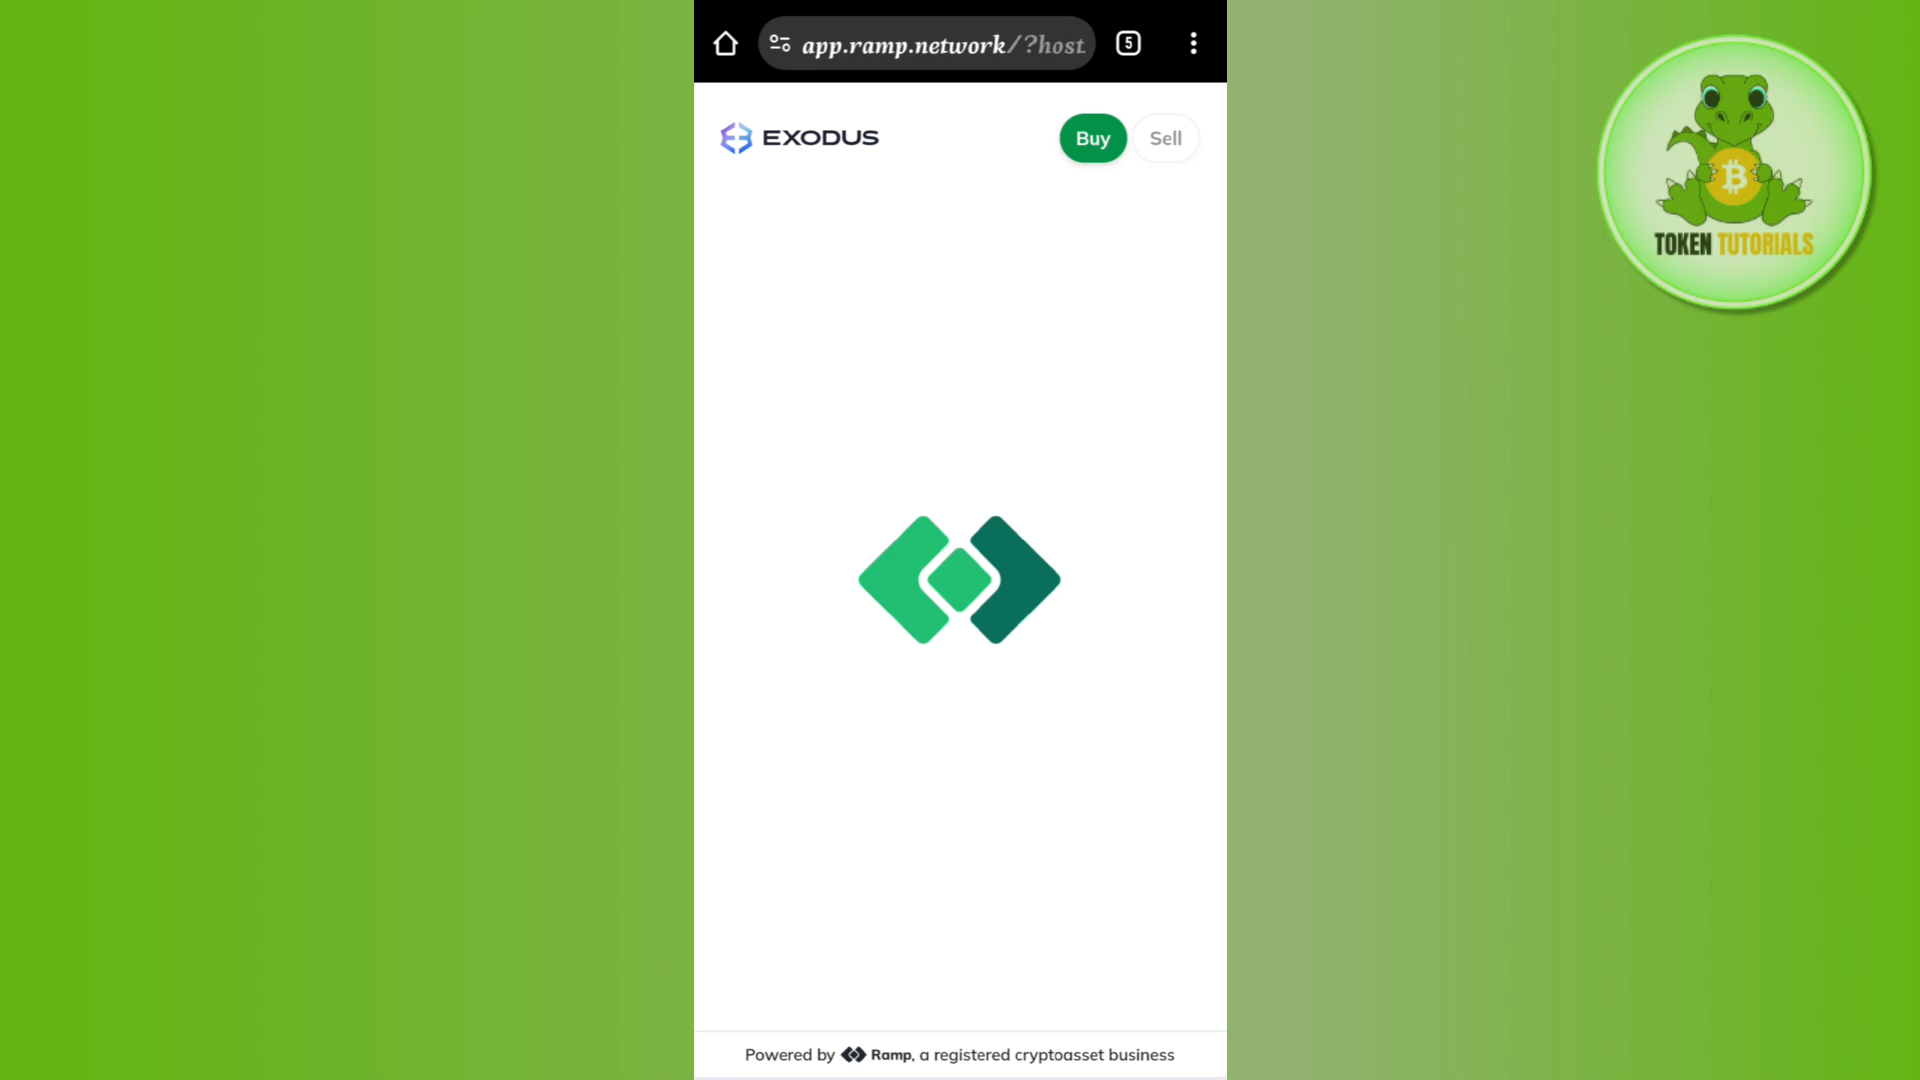 app.ramp.network/?host
5
EXODUS
Buy
Sell
TOKEN TUTORIALS
Powered by Ramp, a registered cryptoasset business